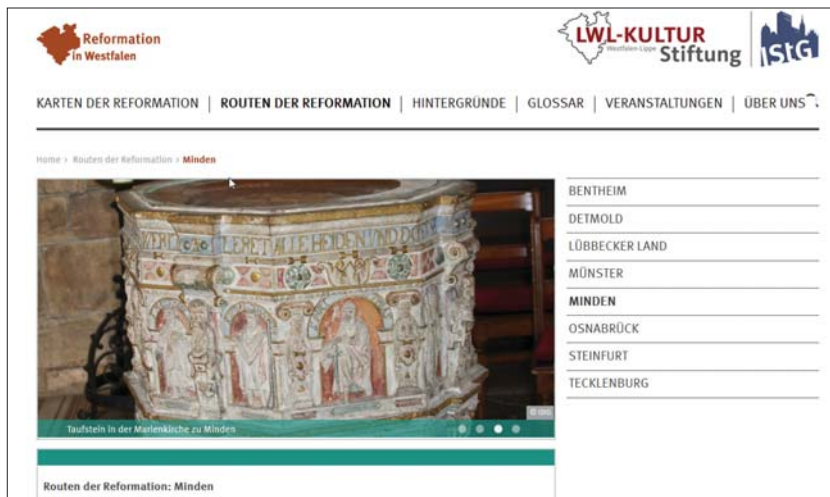 Reformation
in Westfalen
LWL-KULTUR
Westfalen-Lippe
Stiftung
IStG
KARTEN DER REFORMATION | ROUTEN DER REFORMATION | HINTERGRÜNDE | GLOSSAR | VERANSTALTUNGEN | ÜBER UNS
Home › Routen der Reformation › Minden
LERET ALLE HEIDEN VND
Taufstein in der Marienkirche zu Minden
BENTHEIM
DETMOLD
LÜBBECKER LAND
MÜNSTER
MINDEN
OSNABRÜCK
STEINFURT
TECKLENBURG
Routen der Reformation: Minden